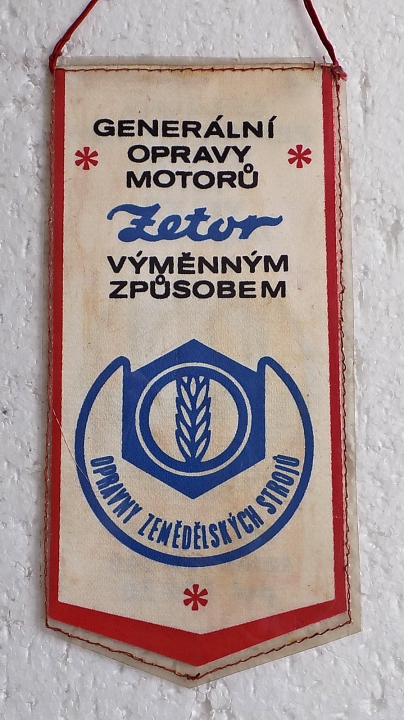 GENERÁLNÍ
* OPRAVY *
MOTORŮ
Zetor
VÝMĚNNÝM
ZPŮSOBEM
OPRAVNY ZEMĚDĚLSKÝCH STROJŮ
*